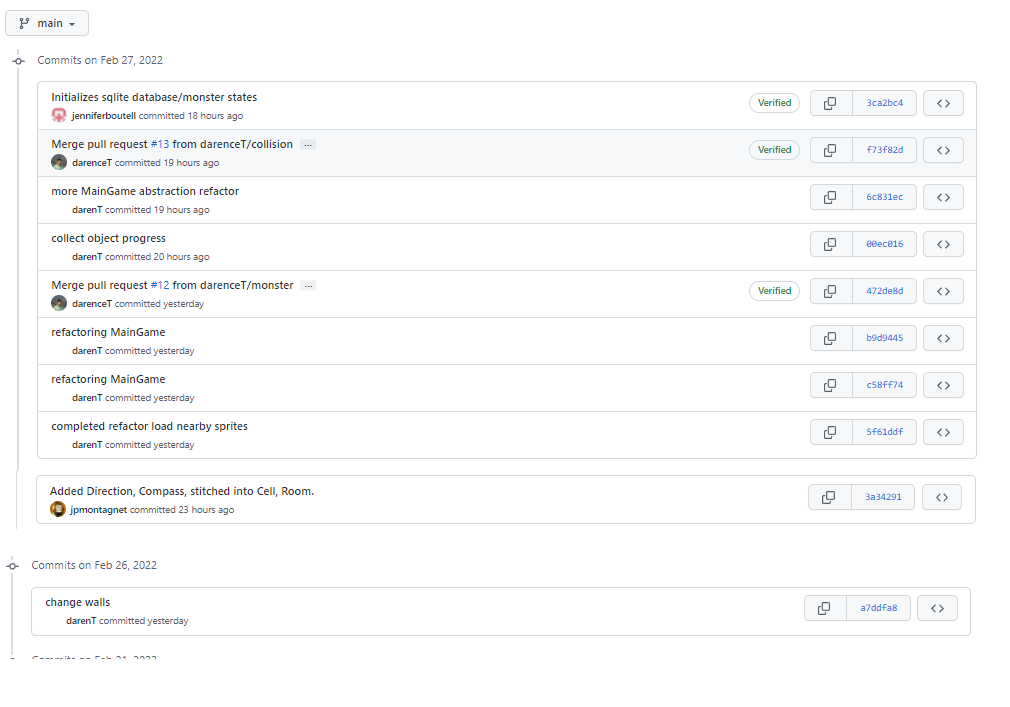 main
Commits on Feb 27, 2022
Initializes sqlite database/monster states
jenniferboutell committed 18 hours ago
Verified
3ca2bc4
Merge pull request #13 from darenceT/collision ...
darenceT committed 19 hours ago
Verified
f73f82d
more MainGame abstraction refactor
darenT committed 19 hours ago
6c831ec
collect object progress
darenT committed 20 hours ago
00ec016
Merge pull request #12 from darenceT/monster ...
darenceT committed yesterday
Verified
472de8d
refactoring MainGame
darenT committed yesterday
b9d9445
refactoring MainGame
darenT committed yesterday
c58ff74
completed refactor load nearby sprites
darenT committed yesterday
5f61ddf
Added Direction, Compass, stitched into Cell, Room.
jpmontagnet committed 23 hours ago
3a34291
Commits on Feb 26, 2022
change walls
darenT committed yesterday
a7ddfa8
Commits on Feb 21, 2022